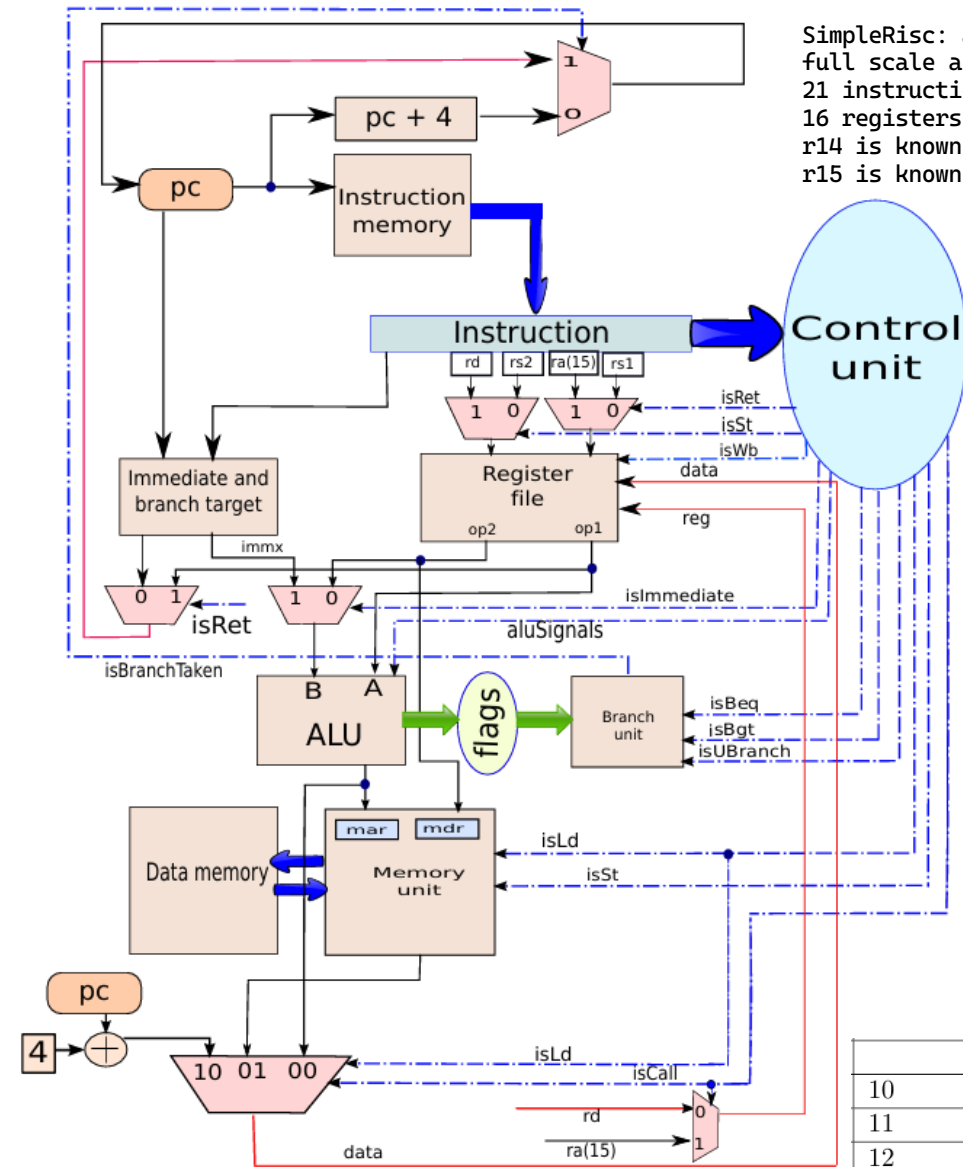 SimpleRisc:
full scale a
21 instructi
16 registers
r14 is known
r15 is known
1
0
pc + 4
pc
Instruction
memory
Instruction
Control
unit
rd
rs2
ra(15)
rs1
1 0
1 0
isRet
isSt
isWb
data
reg
Immediate and
branch target
Register
file
op2
op1
immx
0 1
1 0
isRet
isImmediate
aluSignals
isBranchTaken
B A
ALU
flags
Branch
unit
isBeq
isBgt
isUBranch
mar
mdr
Data memory
Memory
unit
isLd
isSt
pc
4
+
10 01 00
isLd
isCall
rd
ra(15)
0
1
data
10
11
12